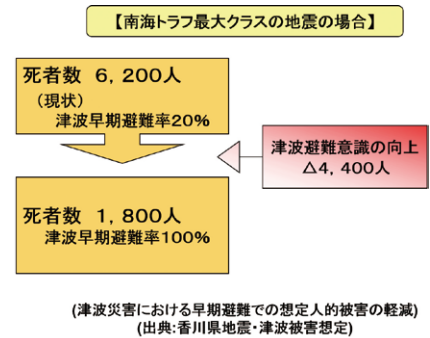 【南海トラフ最大クラスの地震の場合】
死者数 6,200人
(現状)
津波早期避難率20%
津波避難意識の向上
△4,400人
死者数 1,800人
津波早期避難率100%
(津波災害における早期避難での想定人的被害の軽減)
(出典:香川県地震・津波被害想定)